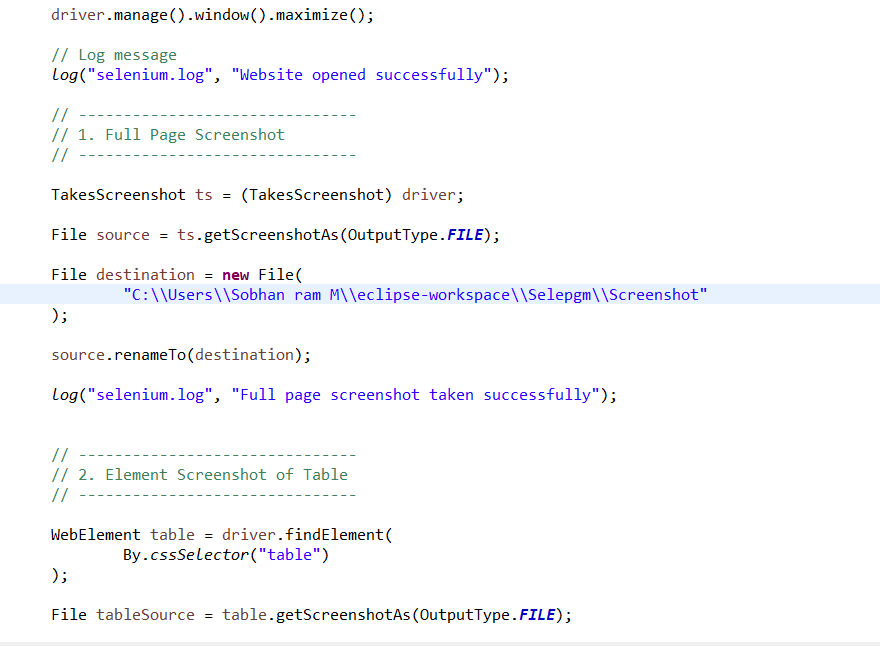 driver.manage().window().maximize();
// Log message
log("selenium.log", "Website opened successfully");
// -------------------------------
// 1. Full Page Screenshot
// -------------------------------
TakesScreenshot ts = (TakesScreenshot) driver;
File source = ts.getScreenshotAs(OutputType.FILE);
File destination = new File(
"C:\\Users\\Sobhan ram M\\eclipse-workspace\\Selepgm\\Screenshot"
);
source.renameTo(destination);
log("selenium.log", "Full page screenshot taken successfully");
// -------------------------------
// 2. Element Screenshot of Table
// -------------------------------
WebElement table = driver.findElement(
By.cssSelector("table")
);
File tableSource = table.getScreenshotAs(OutputType.FILE);